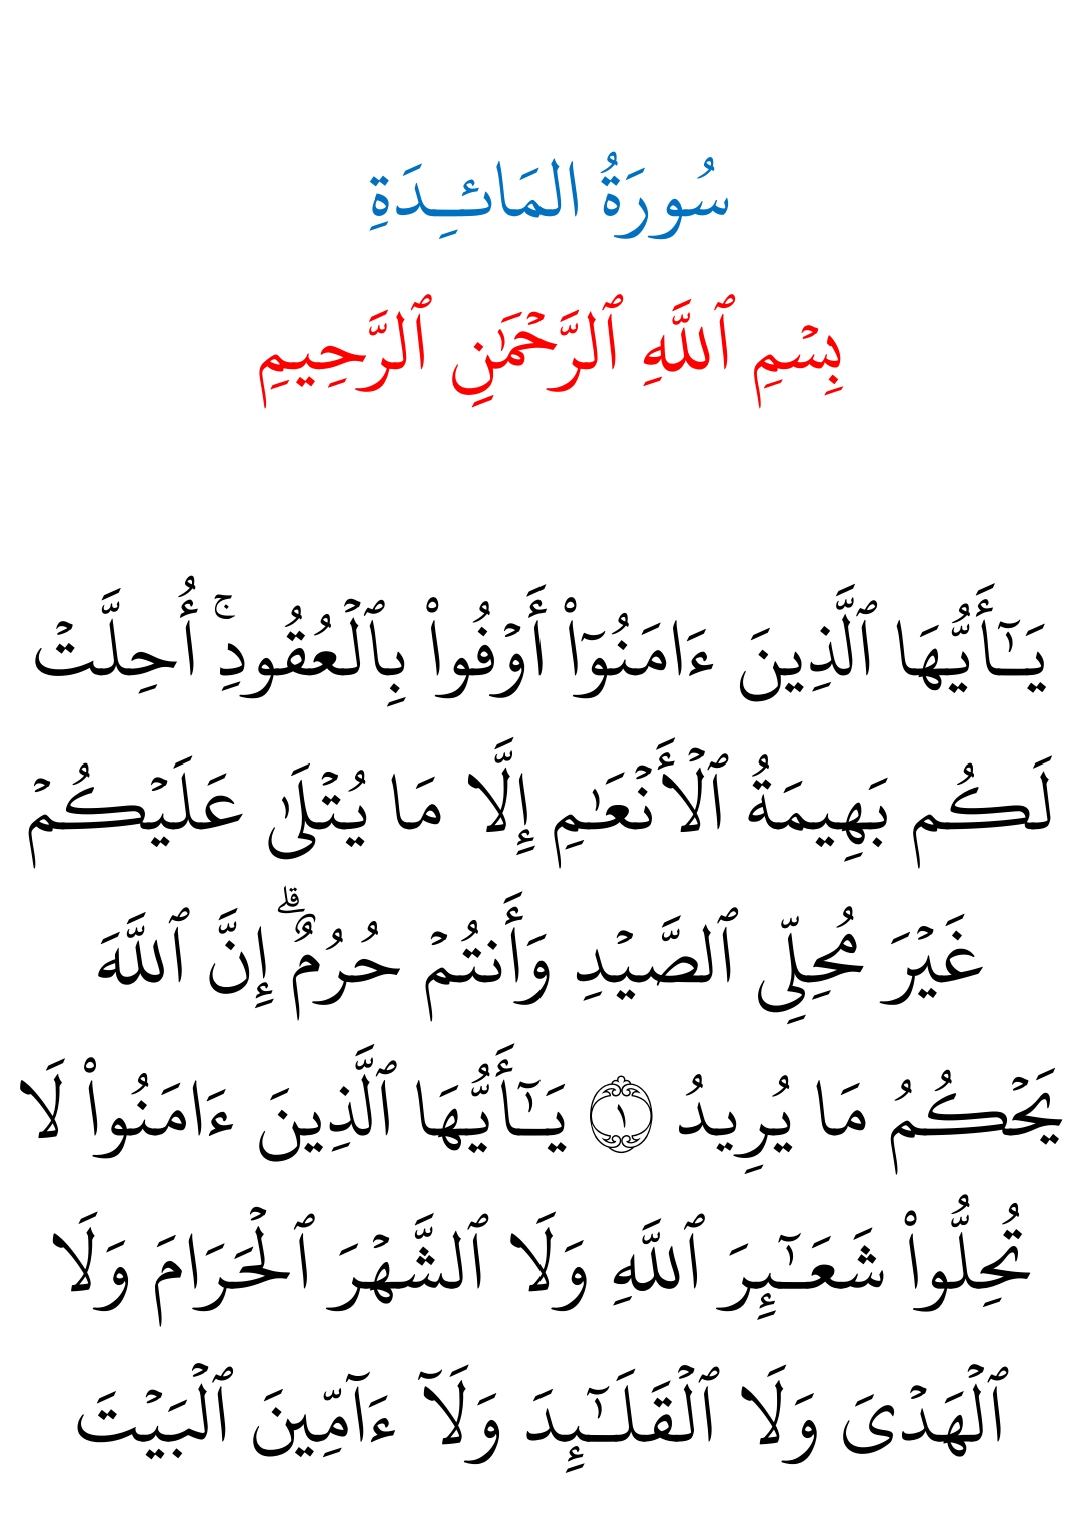 سُورَةُ المَائـِدَةِ
بِسۡمِ ٱللَّهِ ٱلرَّحۡمَٰنِ ٱلرَّحِيمِ
يَـٰٓأَيُّهَا ٱلَّذِينَ ءَامَنُوٓاْ أَوۡفُواْ بِٱلۡعُقُودِۚ أُحِلَّتۡ
لَكُم بَهِيمَةُ ٱلۡأَنۡعَـٰمِ إِلَّا مَا يُتۡلَىٰ عَلَيۡكُمۡ
غَيۡرَ مُحِلِّي ٱلصَّيۡدِ وَأَنتُمۡ حُرُمٌۗ إِنَّ ٱللَّهَ
يَحۡكُمُ مَا يُرِيدُ ١ يَـٰٓأَيُّهَا ٱلَّذِينَ ءَامَنُواْ لَا
تُحِلُّواْ شَعَـٰٓئِرَ ٱللَّهِ وَلَا ٱلشَّهۡرَ ٱلۡحَرَامَ وَلَا
ٱلۡهَدۡيَ وَلَا ٱلۡقَلَـٰٓئِدَ وَلَآ ءَآمِّينَ ٱلۡبَيۡتَ